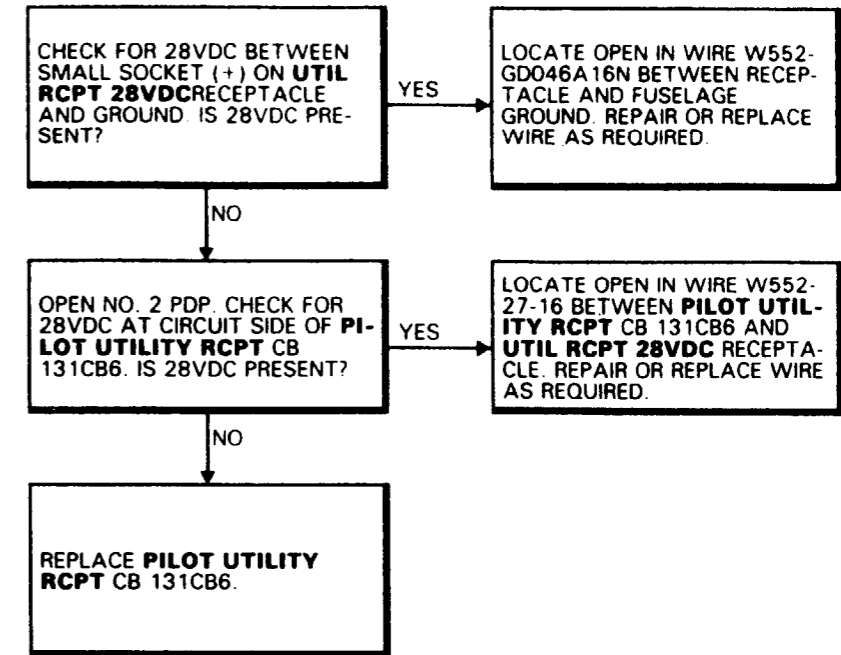 CHECK FOR 28VDC BETWEEN
SMALL SOCKET (+) ON UTIL
RCPT 28VDCRECEPTACLE
AND GROUND. IS 28VDC PRE-
SENT?
YES
LOCATE OPEN IN WIRE W552-
GD046A16N BETWEEN RECEP-
TACLE AND FUSELAGE
GROUND. REPAIR OR REPLACE
WIRE AS REQUIRED.
NO
OPEN NO. 2 PDP. CHECK FOR
28VDC AT CIRCUIT SIDE OF PI-
LOT UTILITY RCPT CB
131CB6. IS 28VDC PRESENT?
YES
LOCATE OPEN IN WIRE W552-
27-16 BETWEEN PILOT UTIL-
ITY RCPT CB 131CB6 AND
UTIL RCPT 28VDC RECEPTA-
CLE. REPAIR OR REPLACE WIRE
AS REQUIRED.
NO
REPLACE PILOT UTILITY
RCPT CB 131CB6.